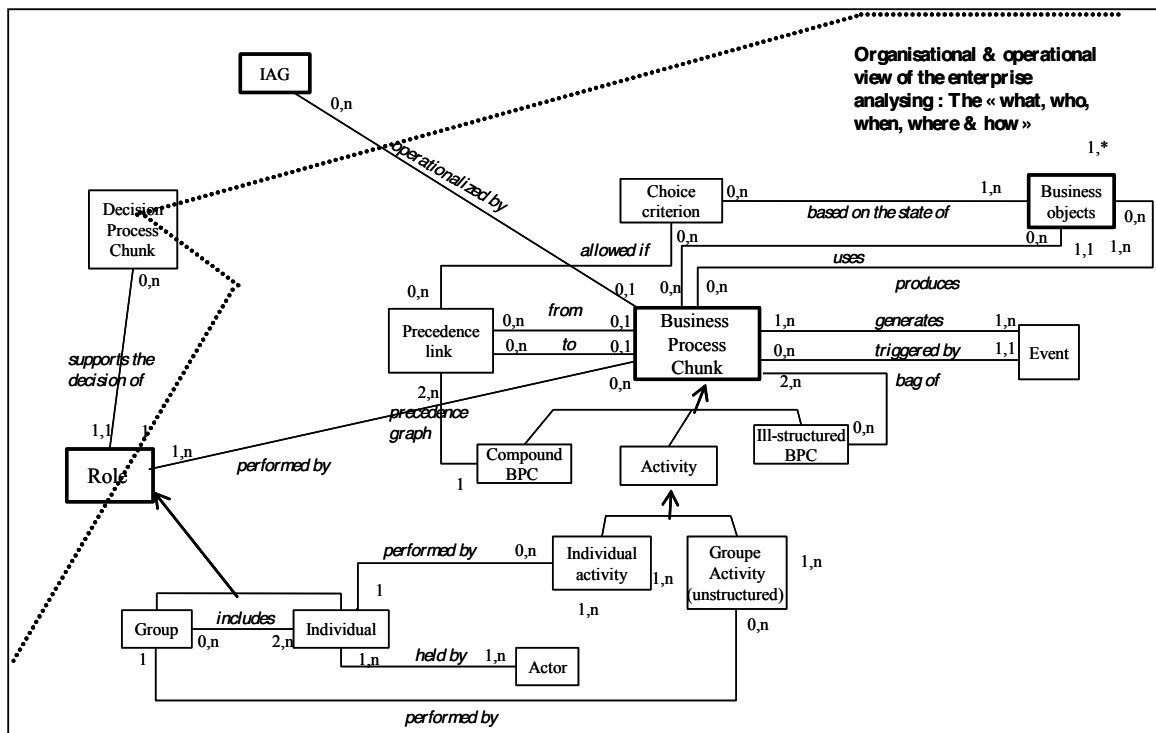 Organisational & operational
view of the enterprise
analysing : The « what, who,
when, where & how »
IAG
0,n
operationalized by
1,*
Decision
Process
Chunk
0,n
Choice
criterion
0,n
1,n
based on the state of
Business
objects
0,n
allowed if
0,n
0,n
1,1
1,n
uses
0,n
0,n
produces
0,n
0,1
Precedence
link
0,n
from
0,1
0,n
to
0,1
Business
Process
Chunk
1,n
generates
1,n
0,n
triggered by
1,1
Event
supports the
decision of
2,n
0,n
2,n
bag of
precedence
graph
1,1
1
1,n
performed by
Role
Compound
BPC
1
Activity
Ill-structured
BPC
0,n
performed by
0,n
1
Individual
activity
1,n
1,n
Groupe
Activity
(unstructured)
1,n
0,n
Group
includes
0,n
2,n
Individual
1
1,n
held by
1,n
Actor
performed by